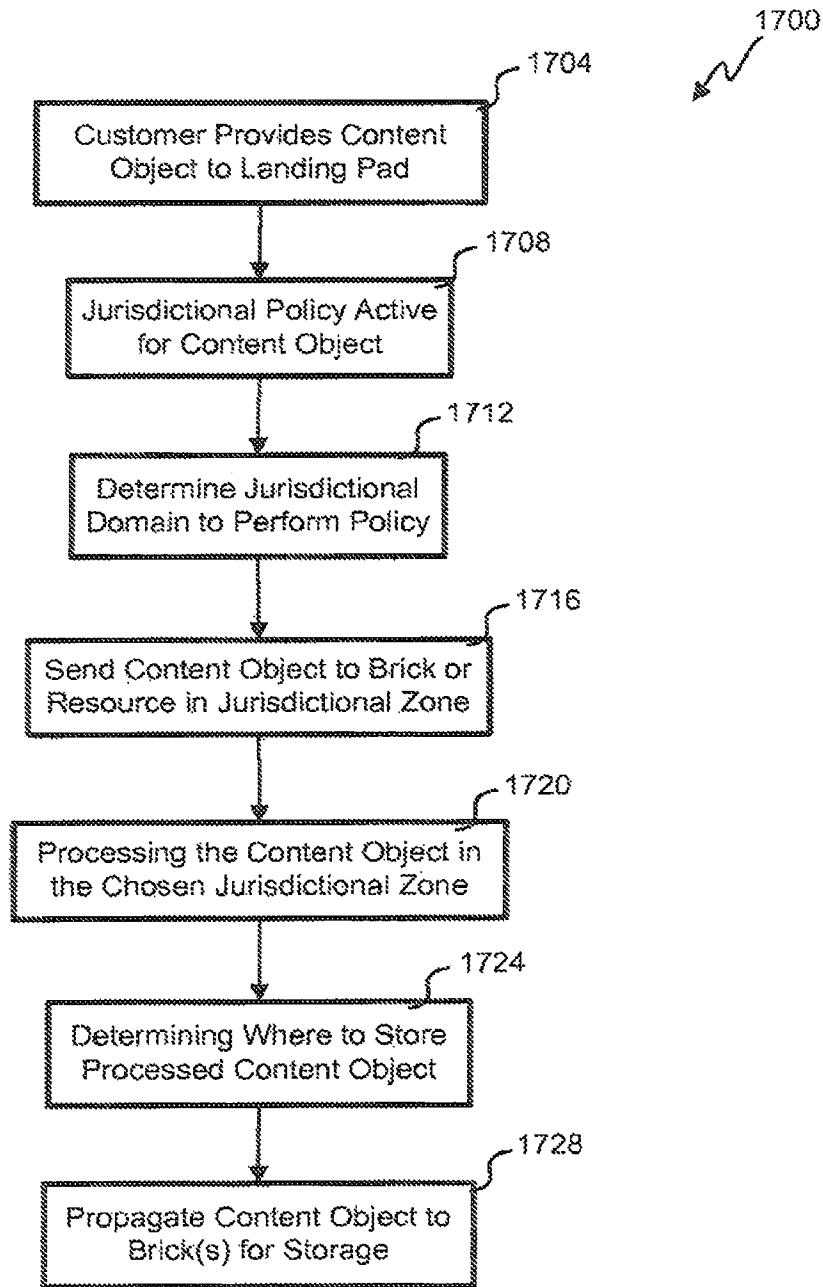 1700
1704
Customer Provides Content
Object to Landing Pad
1708
Jurisdictional Policy Active
for Content Object
1712
Determine Jurisdictional
Domain to Perform Policy
1716
Send Content Object to Brick or
Resource in Jurisdictional Zone
1720
Processing the Content Object in
the Chosen Jurisdictional Zone
1724
Determining Where to Store
Processed Content Object
1728
Propagate Content Object to
Brick(s) for Storage